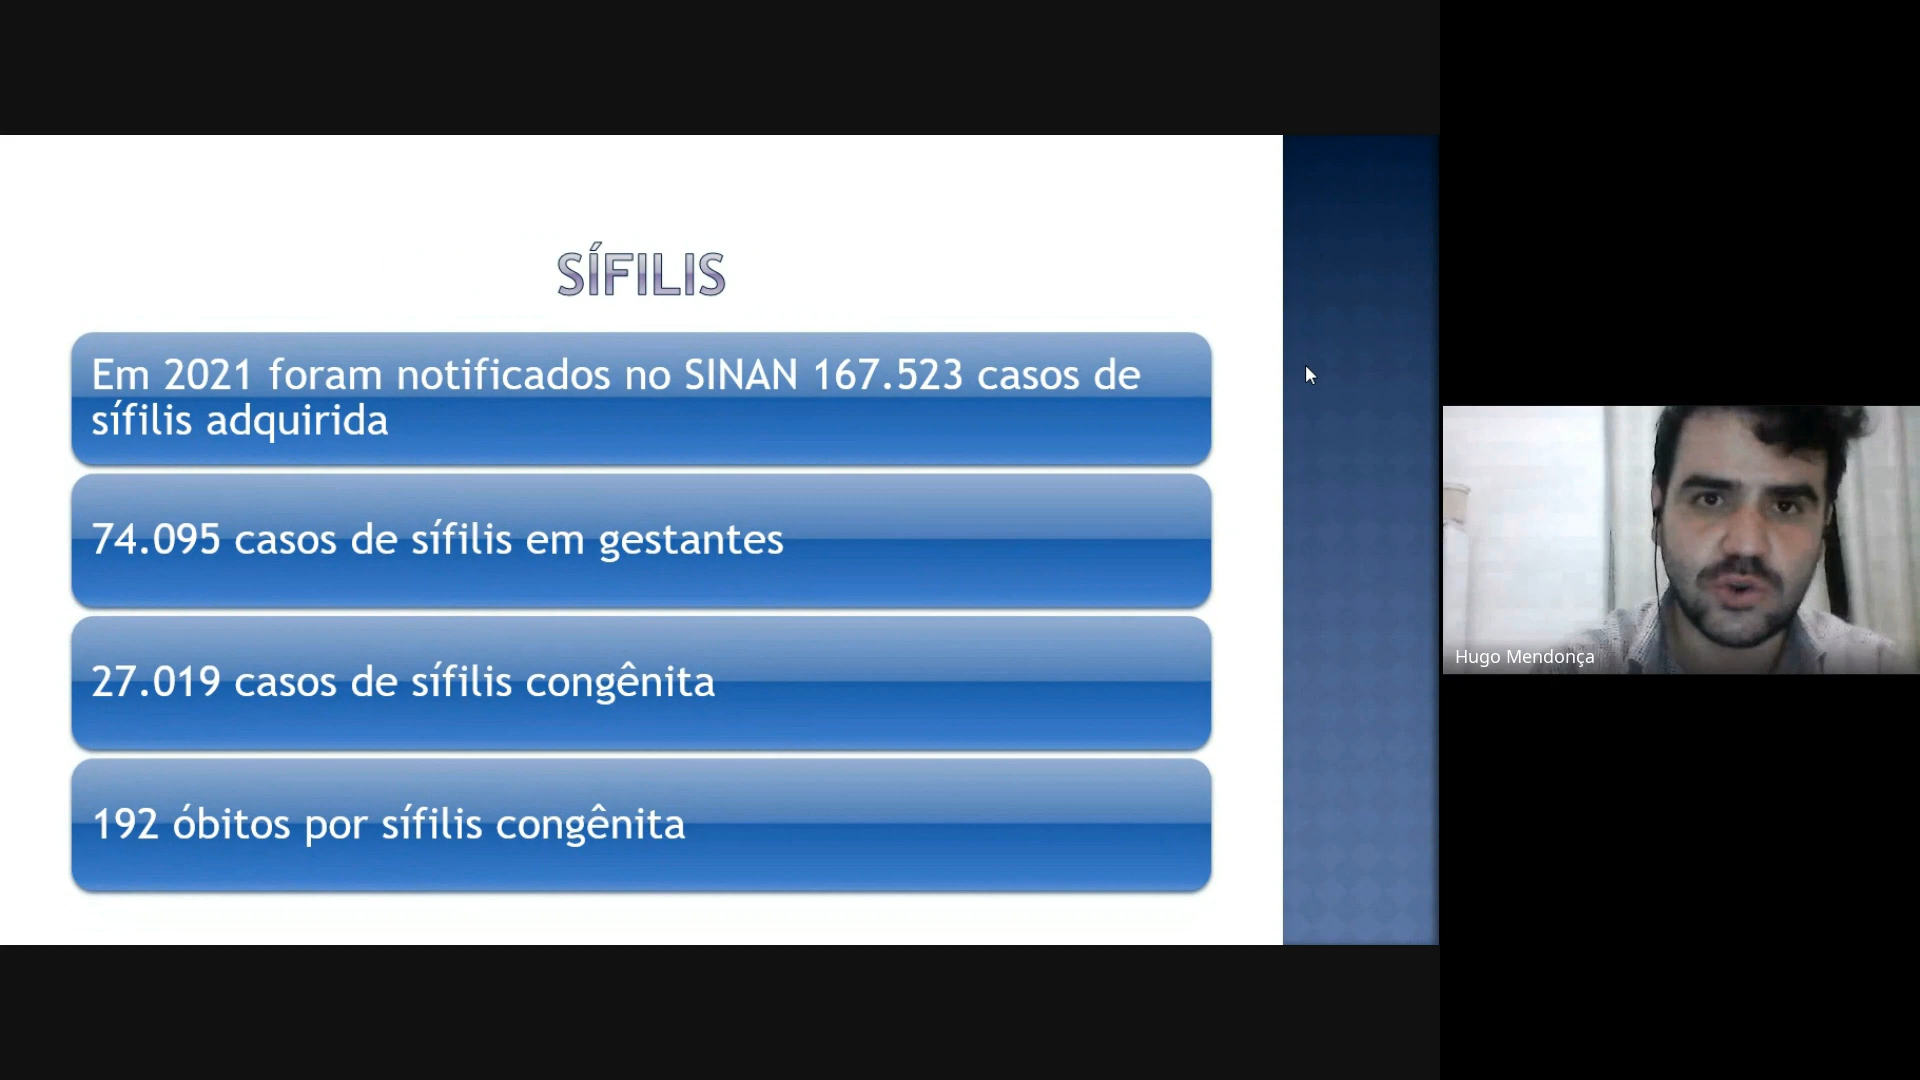 SÍFILIS
Em 2021 foram notificados no SINAN 167.523 casos de
sífilis adquirida
74.095 casos de sífilis em gestantes
27.019 casos de sífilis congênita
192 óbitos por sífilis congênita
Hugo Mendonça